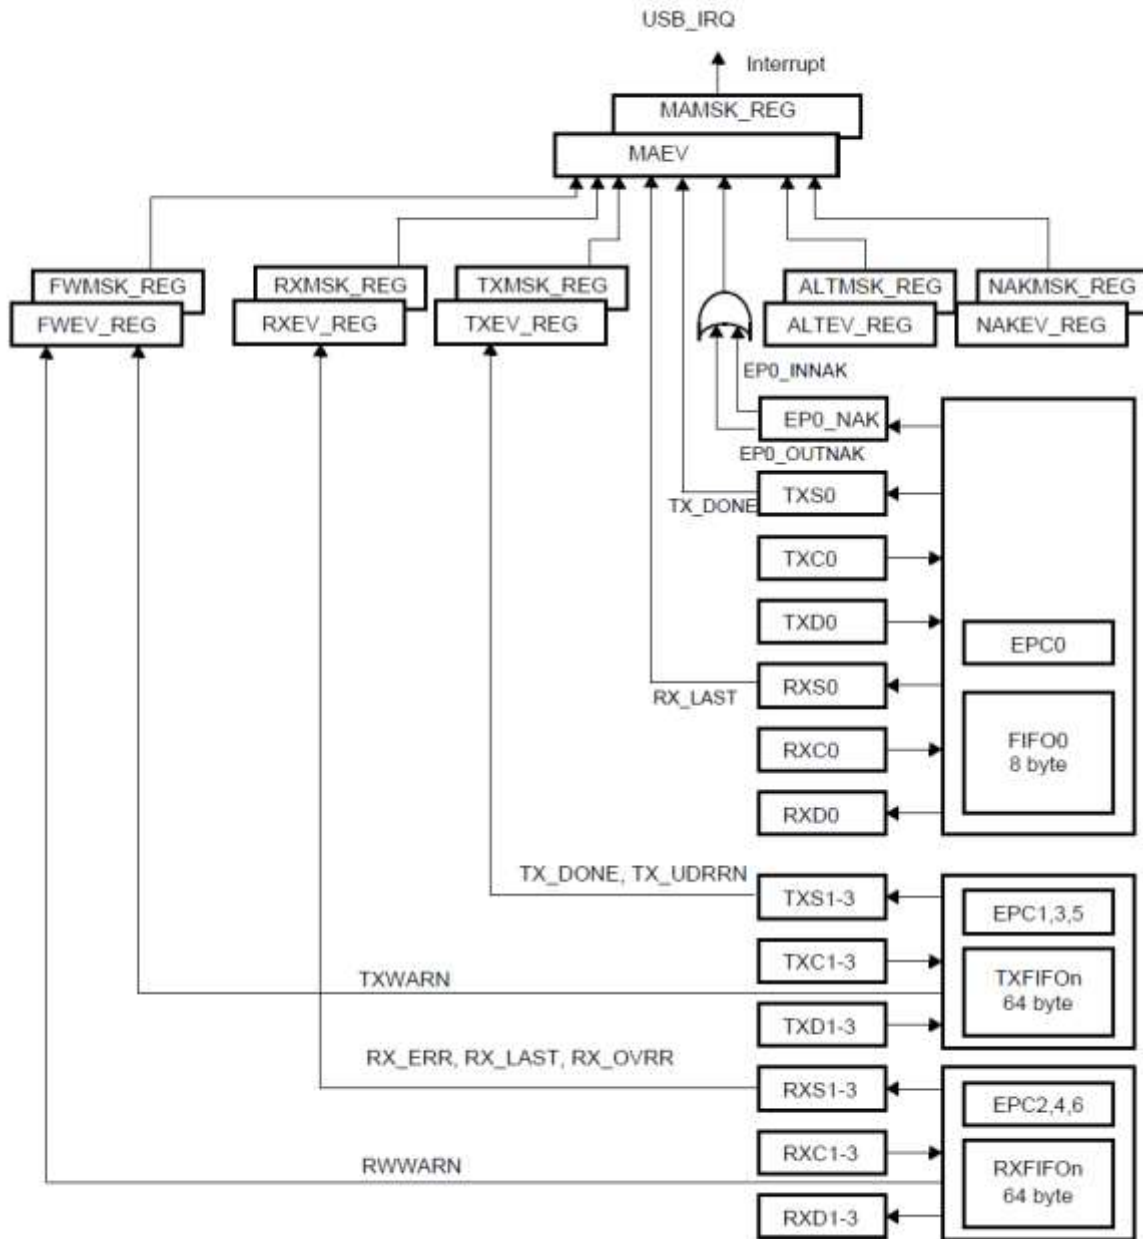 USB_IRQ
Interrupt
MAMSK_REG
MAEV
FWMSK_REG
RXMSK_REG
TXMSK_REG
ALTMSK_REG
NAKMSK_REG
FWEV_REG
RXEV_REG
TXEV_REG
ALTEV_REG
NAKEV_REG
EP0_INNAK
EP0_NAK
EP0_OUTNAK
TXS0
TX_DONE
TXC0
TXD0
EPC0
RXS0
RX_LAST
RXC0
FIFO0
8 byte
RXD0
TX_DONE, TX_UDRRN
TXS1-3
EPC1,3,5
TXC1-3
TXWARN
TXFIFOn
64 byte
TXD1-3
RX_ERR, RX_LAST, RX_OVRR
RXS1-3
EPC2,4,6
RXC1-3
RWWARN
RXFIFOn
64 byte
RXD1-3